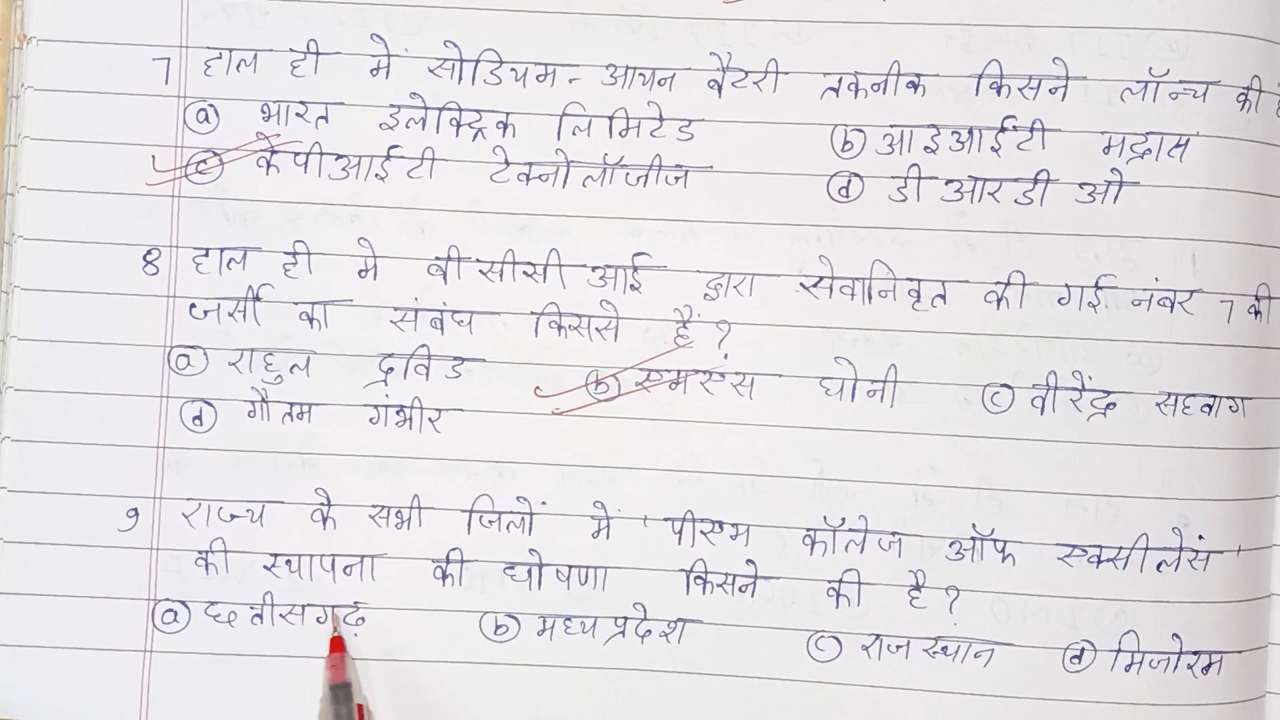 7 हाल ही में सोडियम-आयन बैटरी तकनीक किसने लॉन्च की
ⓐ भारत इलेक्ट्रिक लिमिटेड ⓑ आइआईटी मद्रास
ⓒ केपीआईटी टेक्नोलॉजीज ⓓ डीआरडीओ
8 हाल ही मे बीसीसीआई द्वारा सेवानिवृत की गई नंबर 7 की
जर्सी का संबंध किससे हैं?
ⓐ राहुल द्रविड ⓑ एमएस धोनी ⓒ वीरेंद्र सहवाग
ⓓ गौतम गंभीर
9 राज्य के सभी जिलों में 'पीएम कॉलेज ऑफ एक्सीलेंस'
की स्थापना की घोषणा किसने की है?
ⓐ छतीसगढ़ ⓑ मध्यप्रदेश ⓒ राजस्थान ⓓ मिजोरम